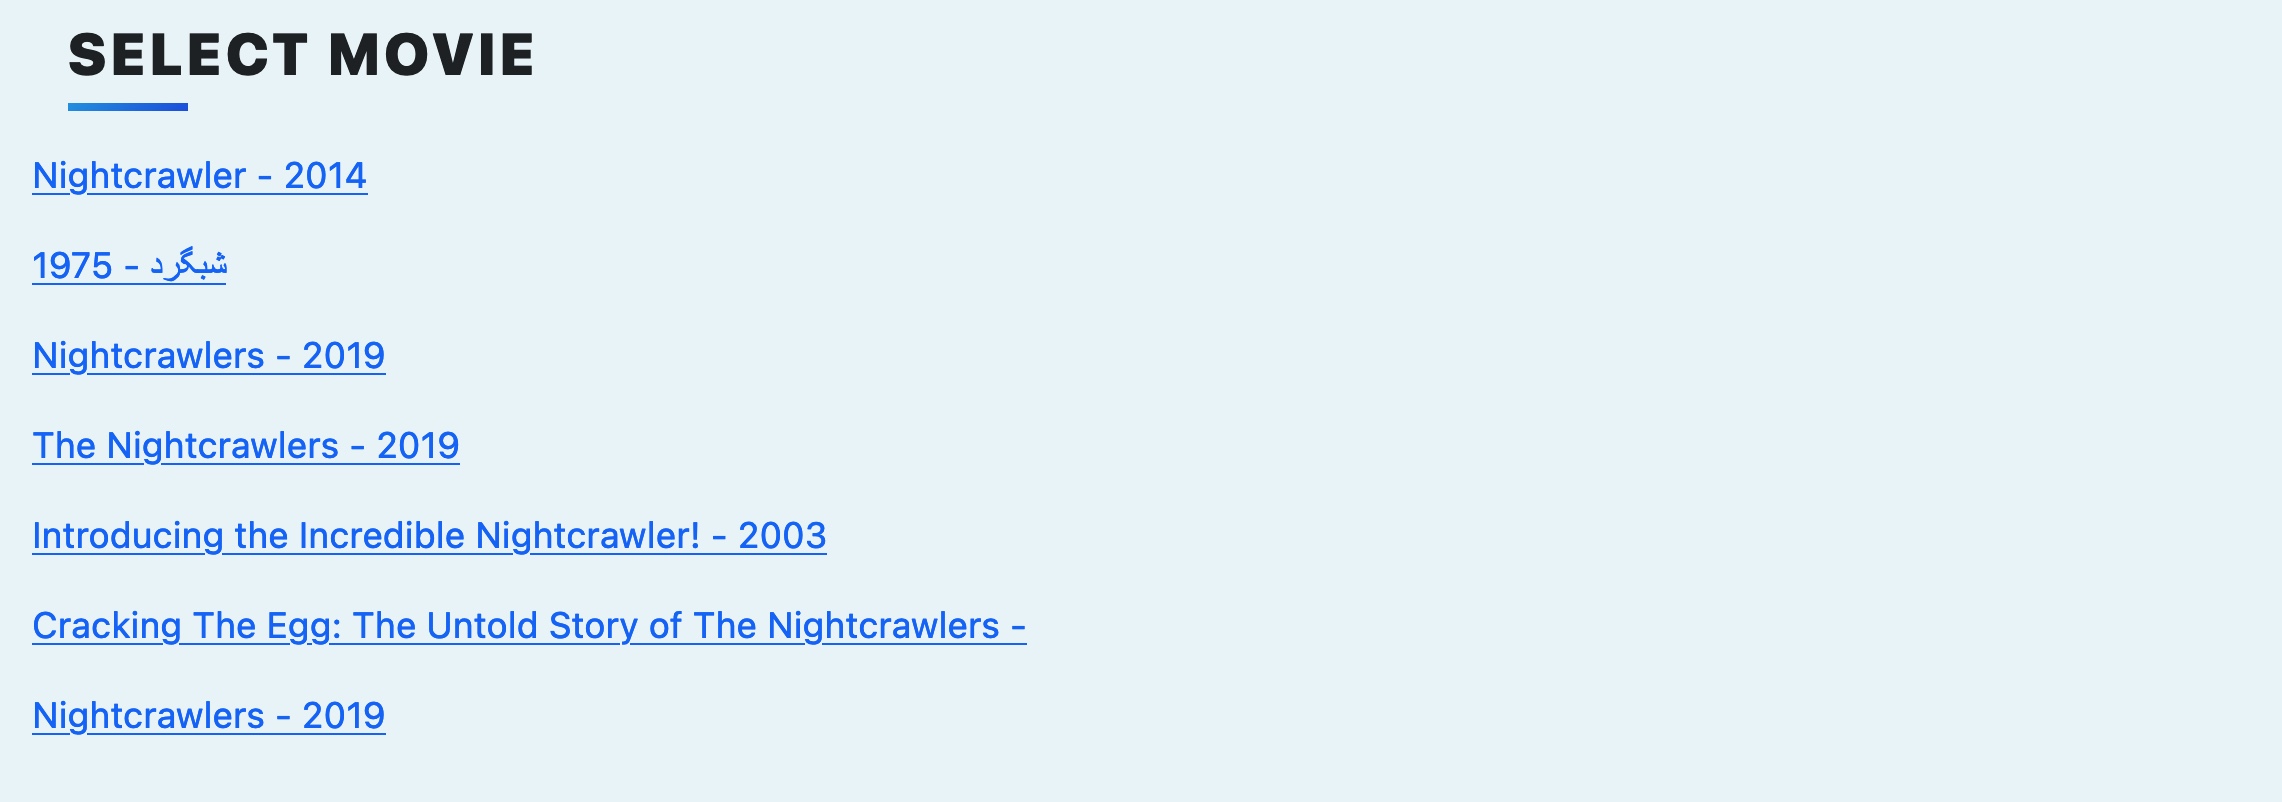 SELECT MOVIE
Nightcrawler - 2014
شبگرد - 1975
Nightcrawlers - 2019
The Nightcrawlers - 2019
Introducing the Incredible Nightcrawler! - 2003
Cracking The Egg: The Untold Story of The Nightcrawlers -
Nightcrawlers - 2019